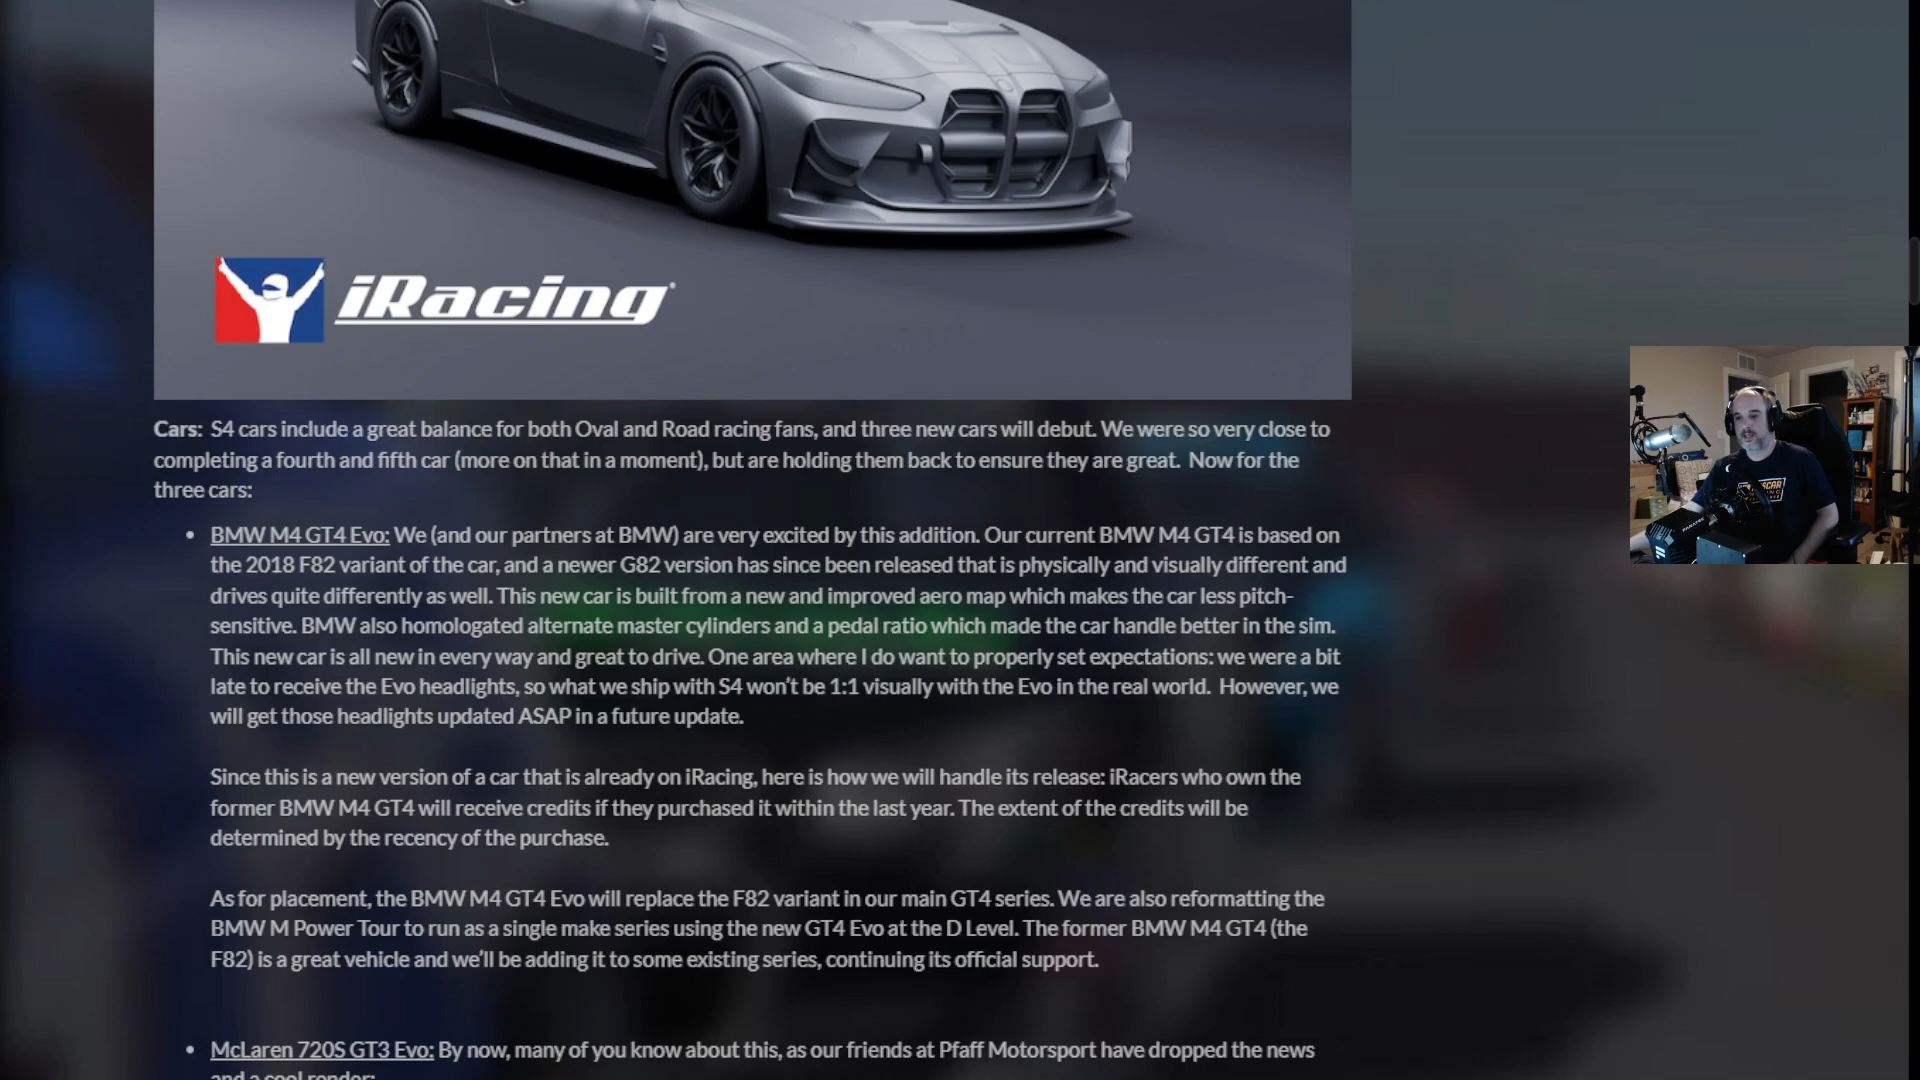 iRacing
Cars: S4 cars include a great balance for both Oval and Road racing fans, and three new cars will debut. We were so very close to
completing a fourth and fifth car (more on that in a moment), but are holding them back to ensure they are great. Now for the
three cars:
• BMW M4 GT4 Evo: We (and our partners at BMW) are very excited by this addition. Our current BMW M4 GT4 is based on
the 2018 F82 variant of the car, and a newer G82 version has since been released that is physically and visually different and
drives quite differently as well. This new car is built from a new and improved aero map which makes the car less pitch-
sensitive. BMW also homologated alternate master cylinders and a pedal ratio which made the car handle better in the sim.
This new car is all new in every way and great to drive. One area where I do want to properly set expectations: we were a bit
late to receive the Evo headlights, so what we ship with S4 won’t be 1:1 visually with the Evo in the real world. However, we
will get those headlights updated ASAP in a future update.
Since this is a new version of a car that is already on iRacing, here is how we will handle its release: iRacers who own the
former BMW M4 GT4 will receive credits if they purchased it within the last year. The extent of the credits will be
determined by the recency of the purchase.
As for placement, the BMW M4 GT4 Evo will replace the F82 variant in our main GT4 series. We are also reformatting the
BMW M Power Tour to run as a single make series using the new GT4 Evo at the D Level. The former BMW M4 GT4 (the
F82) is a great vehicle and we’ll be adding it to some existing series, continuing its official support.
• McLaren 720S GT3 Evo: By now, many of you know about this, as our friends at Pfaff Motorsport have dropped the news
and a cool render: